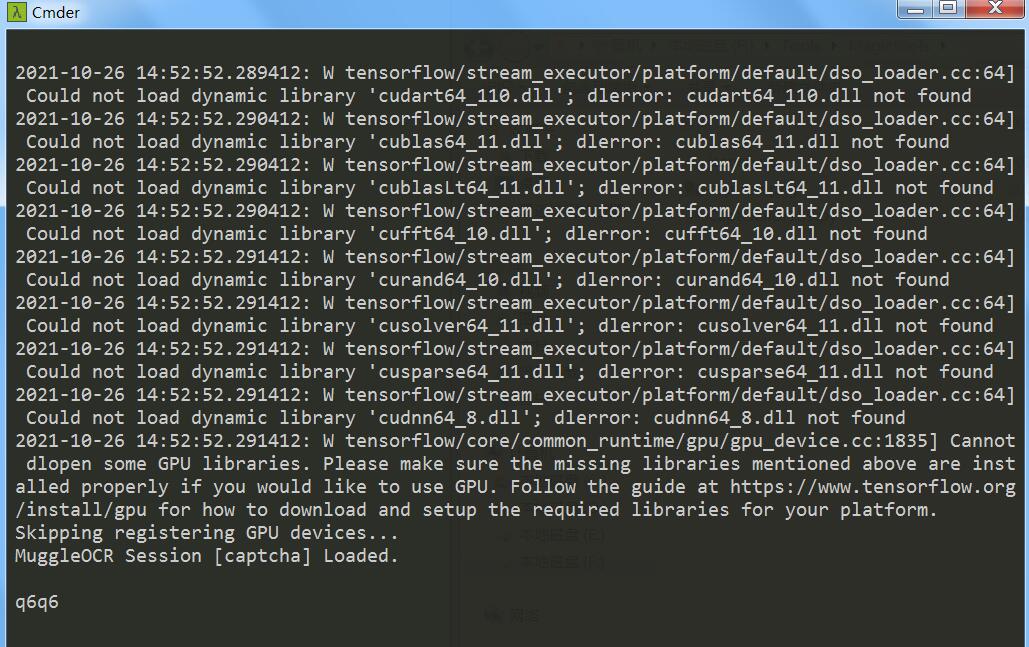 Cmder
2021-10-26 14:52:52.289412: W tensorflow/stream_executor/platform/default/dso_loader.cc:64]
Could not load dynamic library 'cudart64_110.dll'; dlerror: cudart64_110.dll not found
2021-10-26 14:52:52.290412: W tensorflow/stream_executor/platform/default/dso_loader.cc:64]
Could not load dynamic library 'cublas64_11.dll'; dlerror: cublas64_11.dll not found
2021-10-26 14:52:52.290412: W tensorflow/stream_executor/platform/default/dso_loader.cc:64]
Could not load dynamic library 'cublasLt64_11.dll'; dlerror: cublasLt64_11.dll not found
2021-10-26 14:52:52.290412: W tensorflow/stream_executor/platform/default/dso_loader.cc:64]
Could not load dynamic library 'cufft64_10.dll'; dlerror: cufft64_10.dll not found
2021-10-26 14:52:52.291412: W tensorflow/stream_executor/platform/default/dso_loader.cc:64]
Could not load dynamic library 'curand64_10.dll'; dlerror: curand64_10.dll not found
2021-10-26 14:52:52.291412: W tensorflow/stream_executor/platform/default/dso_loader.cc:64]
Could not load dynamic library 'cusolver64_11.dll'; dlerror: cusolver64_11.dll not found
2021-10-26 14:52:52.291412: W tensorflow/stream_executor/platform/default/dso_loader.cc:64]
Could not load dynamic library 'cusparse64_11.dll'; dlerror: cusparse64_11.dll not found
2021-10-26 14:52:52.291412: W tensorflow/stream_executor/platform/default/dso_loader.cc:64]
Could not load dynamic library 'cudnn64_8.dll'; dlerror: cudnn64_8.dll not found
2021-10-26 14:52:52.291412: W tensorflow/core/common_runtime/gpu/gpu_device.cc:1835] Cannot
dlopen some GPU libraries. Please make sure the missing libraries mentioned above are inst
alled properly if you would like to use GPU. Follow the guide at https://www.tensorflow.org
/install/gpu for how to download and setup the required libraries for your platform.
Skipping registering GPU devices...
本地磁盘 (E:)
MuggleOCR Session [captcha] Loaded.
本地磁盘 (F:)
q6q6
网络